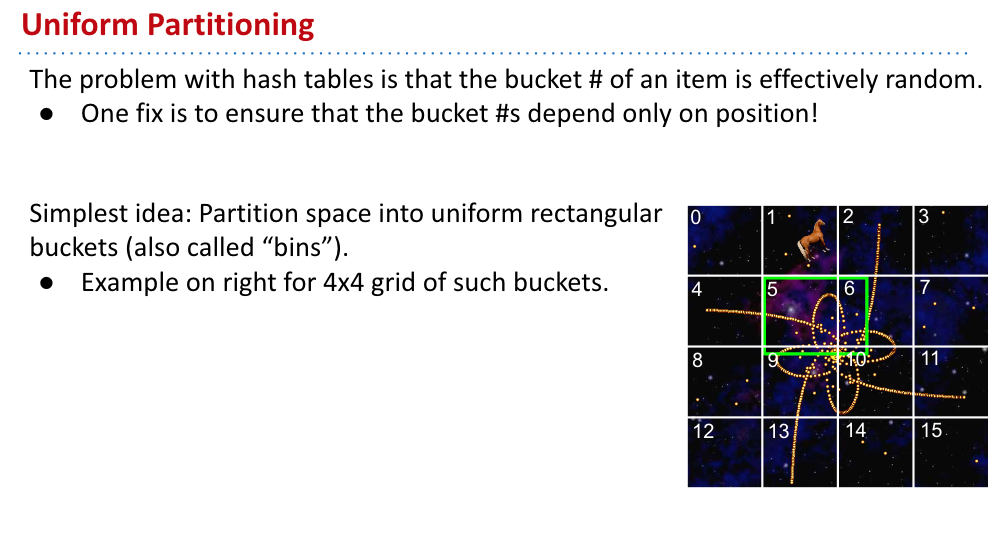 Uniform Partitioning
The problem with hash tables is that the bucket # of an item is effectively random.
● One fix is to ensure that the bucket #s depend only on position!
Simplest idea: Partition space into uniform rectangular
buckets (also called “bins”).
● Example on right for 4x4 grid of such buckets.
0 1 2 3
4 5 6 7
8 9 10 11
12 13 14 15